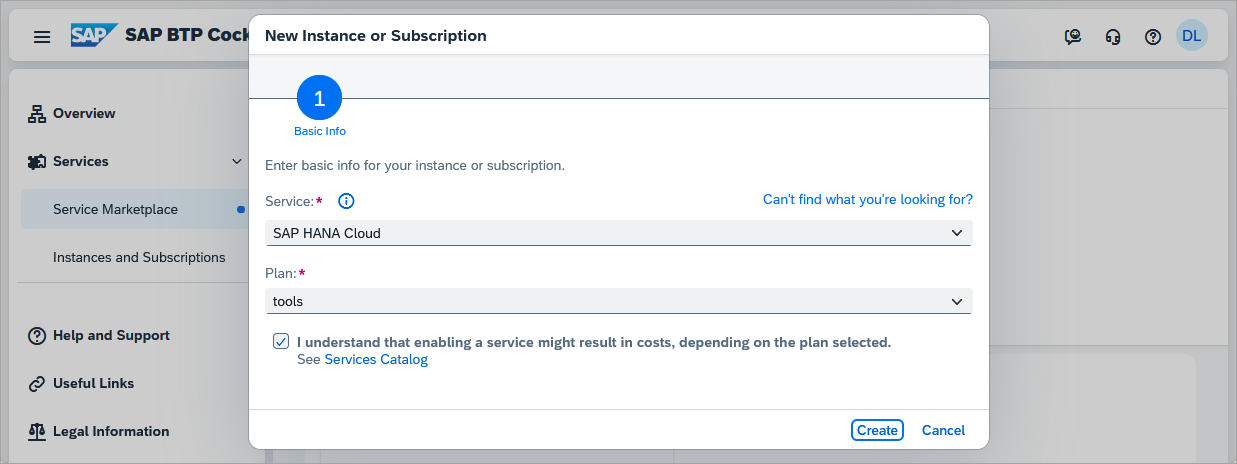 SAP
SAP BTP Cock
DL
Overview
Services
Service Marketplace
Instances and Subscriptions
Help and Support
Useful Links
Legal Information
New Instance or Subscription
1
Basic Info
Enter basic info for your instance or subscription.
Service:*
Can't find what you're looking for?
SAP HANA Cloud
Plan:*
tools
I understand that enabling a service might result in costs, depending on the plan selected.
See Services Catalog
Create
Cancel